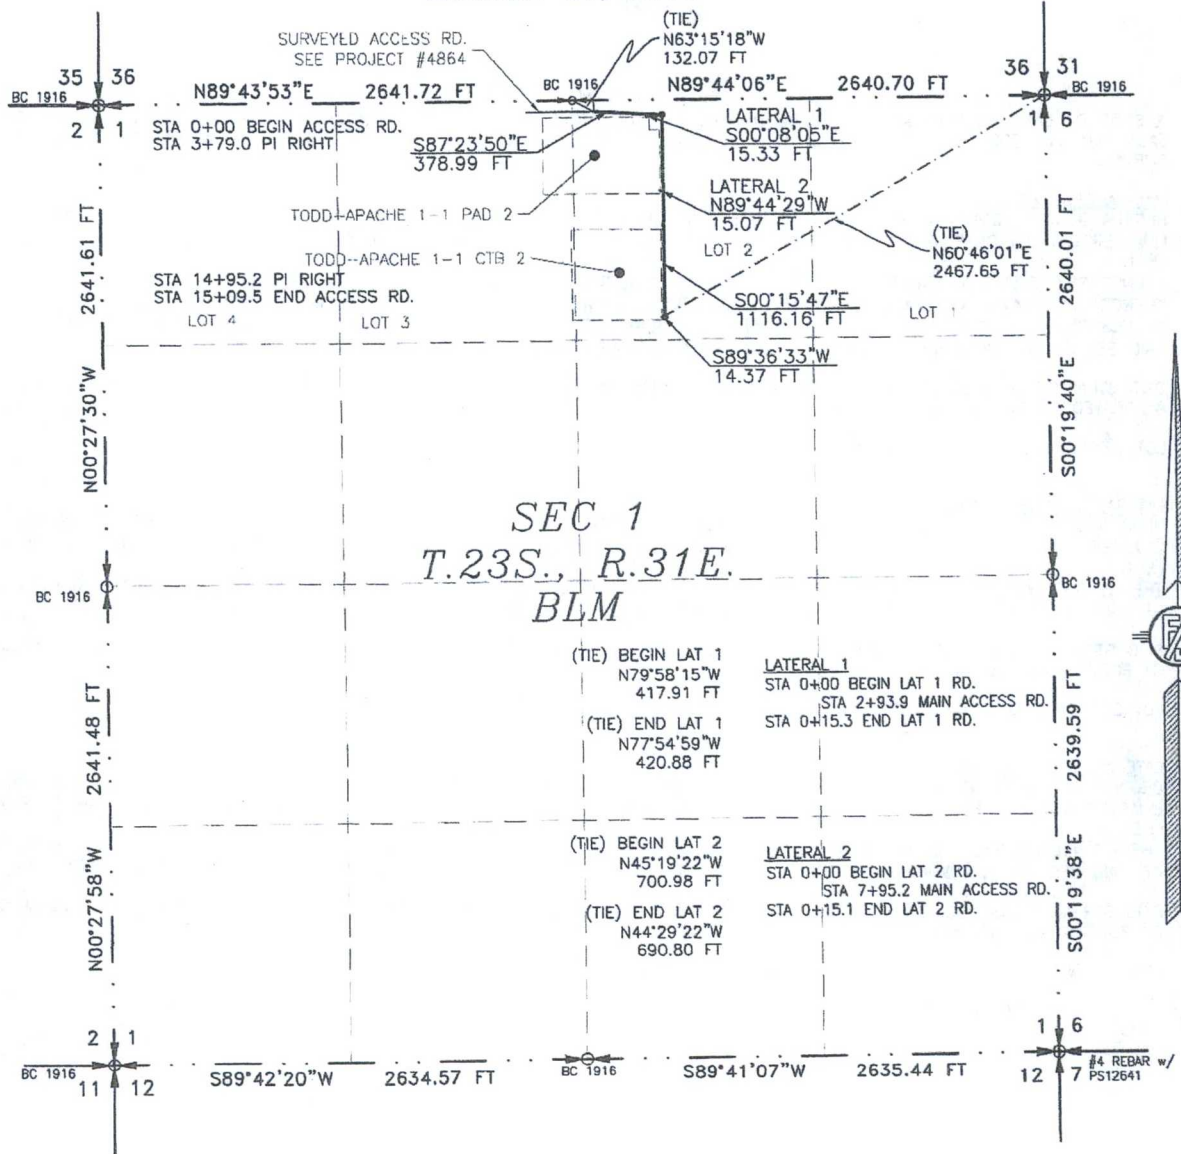 (TIE)
N63°15'18"W
132.07 FT
SURVEYED ACCESS RD.
SEE PROJECT #4864
35 36
BC 1916
N89°43'53"E 2641.72 FT
BC 1916
N89°44'06"E 2640.70 FT
36 31
BC 1916
2 1
1 6
STA 0+00 BEGIN ACCESS RD.
STA 3+79.0 PI RIGHT
S87°23'50"E
378.99 FT
LATERAL 1
S00°08'05"E
15.33 FT
LATERAL 2
N89°44'29"W
15.07 FT
TODD-APACHE 1-1 PAD 2
LOT 2
(TIE)
N60°46'01"E
2467.65 FT
2641.61 FT
2640.01 FT
TODD-APACHE 1-1 CTB 2
STA 14+95.2 PI RIGHT
STA 15+09.5 END ACCESS RD.
LOT 4
LOT 3
S00°15'47"E
1116.16 FT
LOT 1
S89°36'33"W
14.37 FT
N00°27'30"W
S00°19'40"E
SEC 1
T.23S., R.31E.
BLM
BC 1916
BC 1916
(TIE) BEGIN LAT 1
N79°58'15"W
417.91 FT
(TIE) END LAT 1
N77°54'59"W
420.88 FT
LATERAL 1
STA 0+00 BEGIN LAT 1 RD.
STA 2+93.9 MAIN ACCESS RD.
STA 0+15.3 END LAT 1 RD.
2641.48 FT
2639.59 FT
(TIE) BEGIN LAT 2
N45°19'22"W
700.98 FT
(TIE) END LAT 2
N44°29'22"W
690.80 FT
LATERAL 2
STA 0+00 BEGIN LAT 2 RD.
STA 7+95.2 MAIN ACCESS RD.
STA 0+15.1 END LAT 2 RD.
N00°27'58"W
S00°19'38"E
2 1
BC 1916
11 12
S89°42'20"W 2634.57 FT
BC 1916
S89°41'07"W 2635.44 FT
1 6
12 7
#4 REBAR w/
PS12641